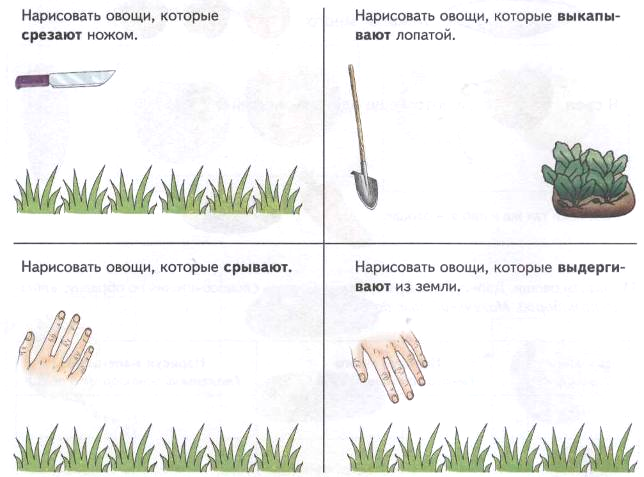 Нарисовать овощи, которые
срезают ножом.
Нарисовать овощи, которые выкапы-
вают лопатой.
Нарисовать овощи, которые срывают.
Нарисовать овощи, которые выдерги-
вают из земли.